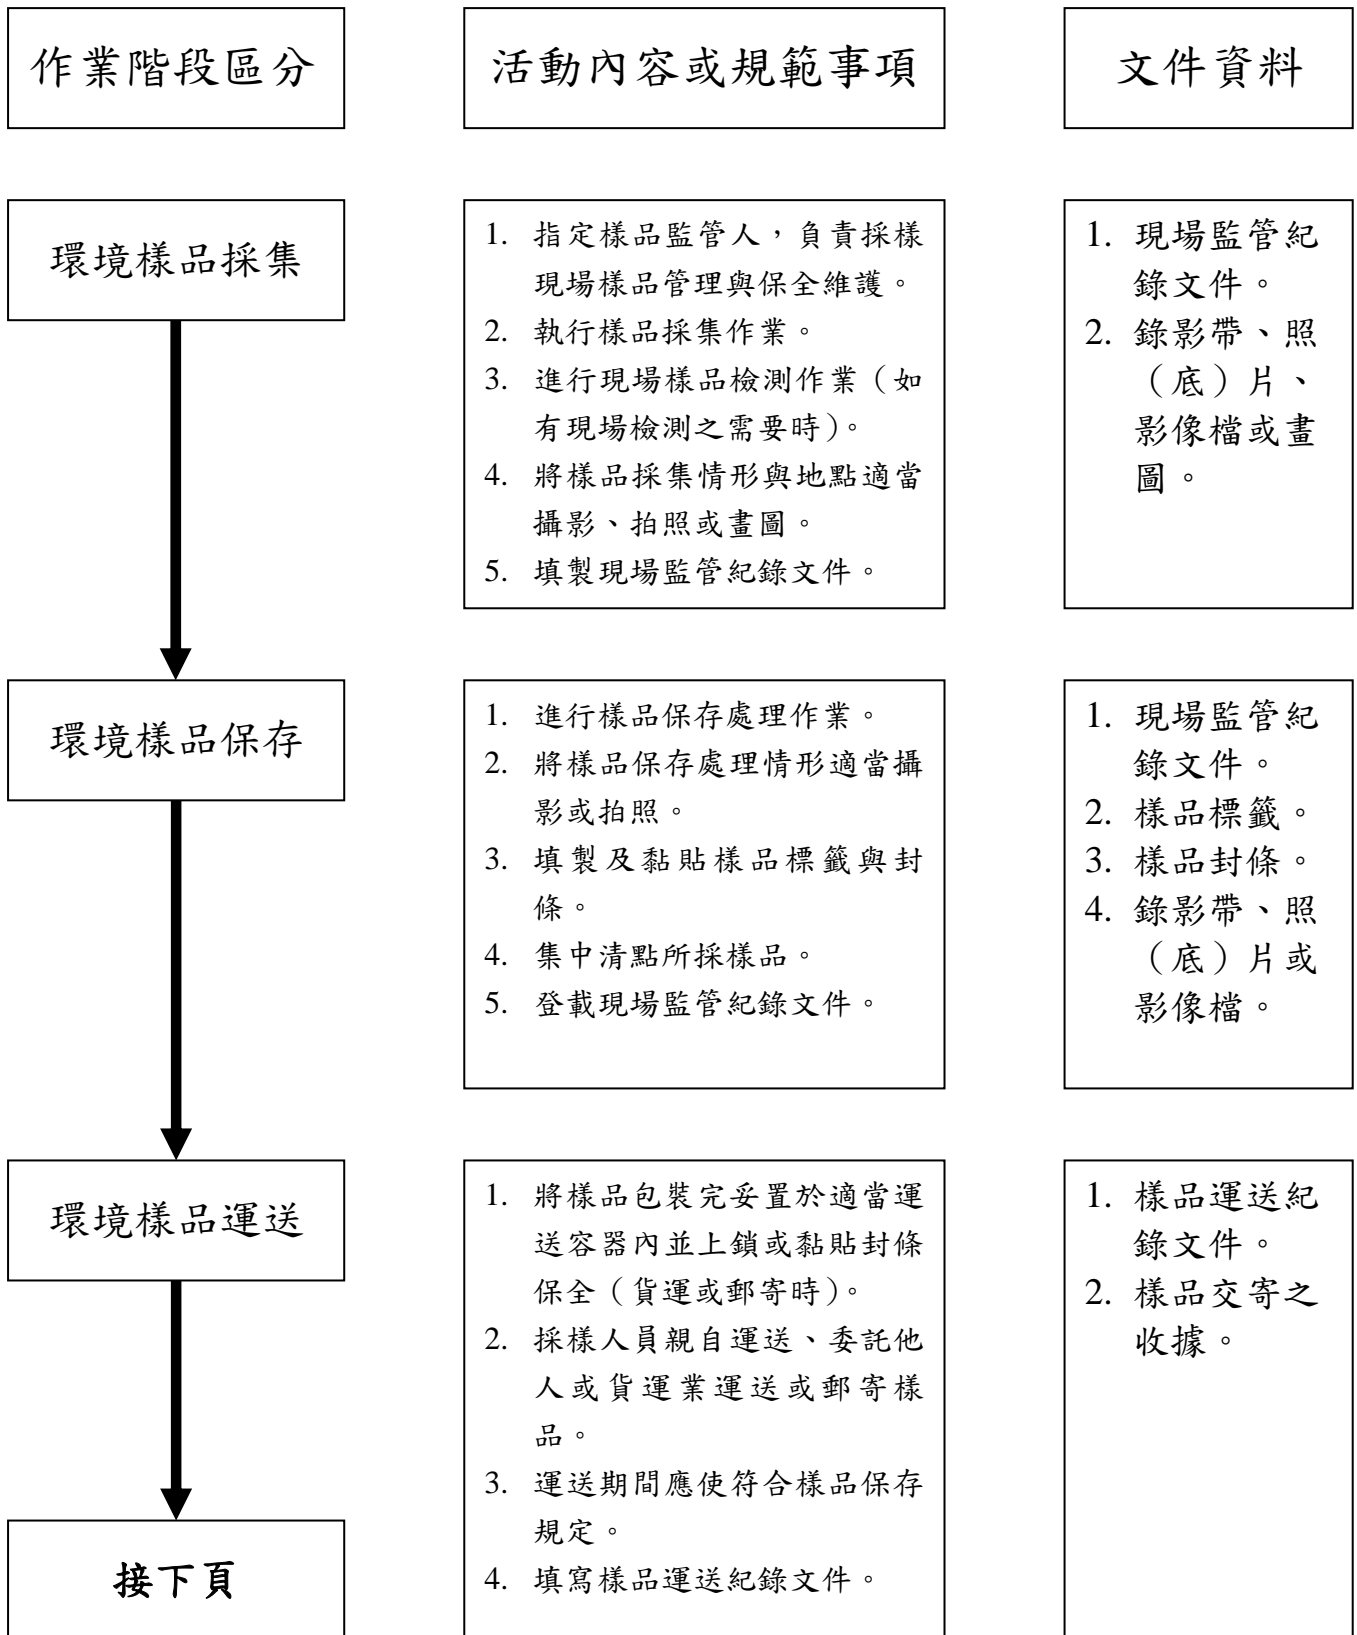 作業階段區分
活動內容或規範事項
文件資料
環境樣品採集
1. 指定樣品監管人，負責採樣
現場樣品管理與保全維護。
2. 執行樣品採集作業。
3. 進行現場樣品檢測作業（如
有現場檢測之需要時）。
4. 將樣品採集情形與地點適當
攝影、拍照或畫圖。
5. 填製現場監管紀錄文件。
1. 現場監管紀
錄文件。
2. 錄影帶、照
（底）片、
影像檔或畫
圖。
環境樣品保存
1. 進行樣品保存處理作業。
2. 將樣品保存處理情形適當攝
影或拍照。
3. 填製及黏貼樣品標籤與封
條。
4. 集中清點所採樣品。
5. 登載現場監管紀錄文件。
1. 現場監管紀
錄文件。
2. 樣品標籤。
3. 樣品封條。
4. 錄影帶、照
（底）片或
影像檔。
環境樣品運送
1. 將樣品包裝完妥置於適當運
送容器內並上鎖或黏貼封條
保全（貨運或郵寄時）。
2. 採樣人員親自運送、委託他
人或貨運業運送或郵寄樣
品。
3. 運送期間應使符合樣品保存
規定。
4. 填寫樣品運送紀錄文件。
1. 樣品運送紀
錄文件。
2. 樣品交寄之
收據。
接下頁